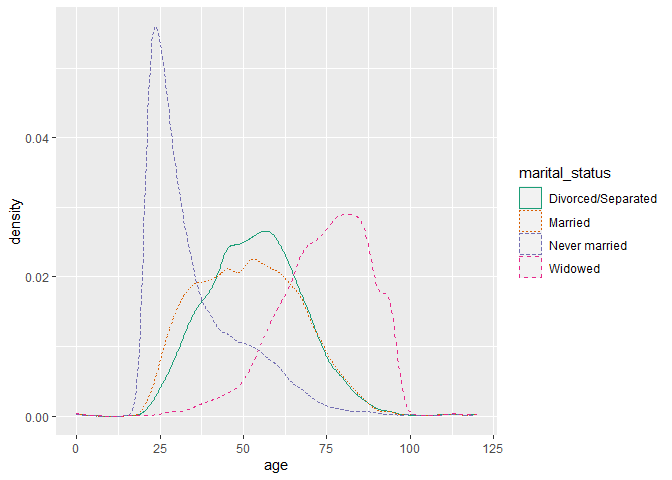 0.04
0.02
0.00
density
0
25
50
75
100
125
age
marital_status
Divorced/Separated
Married
Never married
Widowed